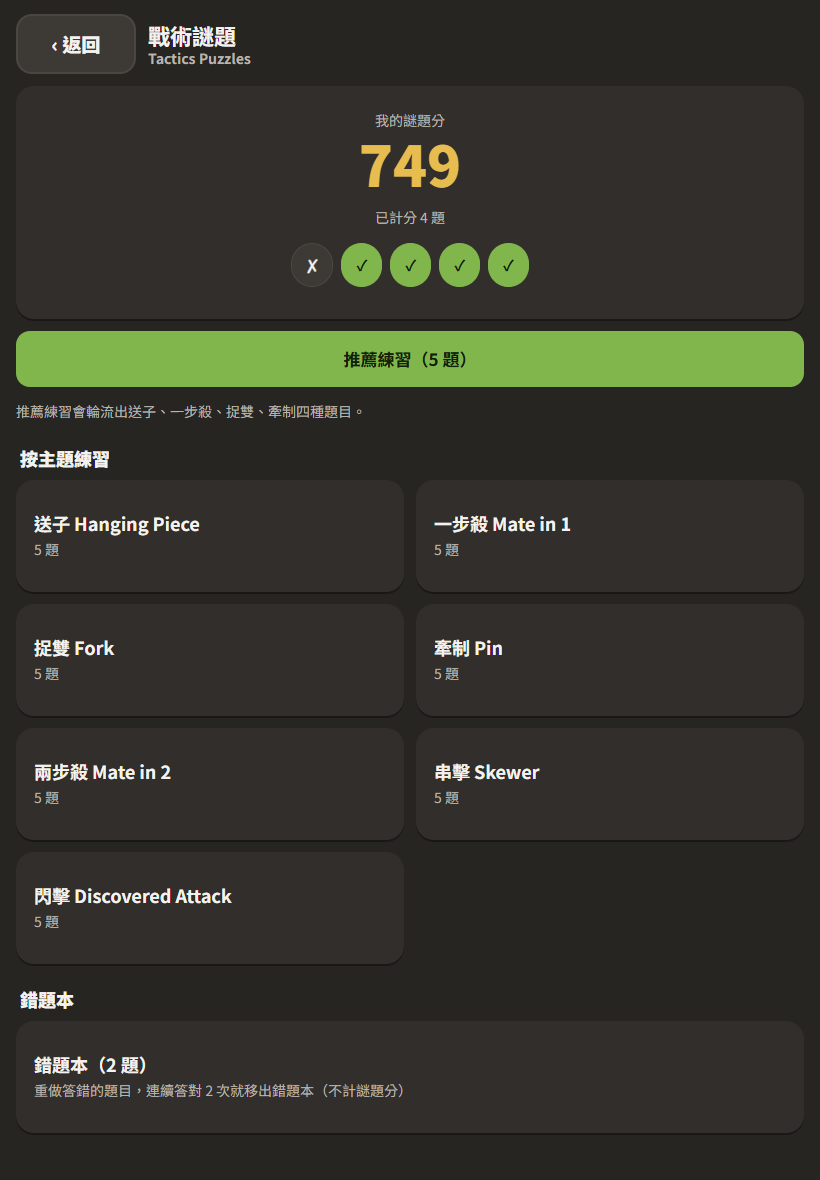 ‹ 返回
戰術謎題
Tactics Puzzles
我的謎題分
749
已計分 4 題
✗ ✓ ✓ ✓ ✓
推薦練習（5 題）
推薦練習會輪流出送子、一步殺、捉雙、牽制四種題目。
按主題練習
送子 Hanging Piece
5 題
一步殺 Mate in 1
5 題
捉雙 Fork
5 題
牽制 Pin
5 題
兩步殺 Mate in 2
5 題
串擊 Skewer
5 題
閃擊 Discovered Attack
5 題
錯題本
錯題本（2 題）
重做答錯的題目，連續答對 2 次就移出錯題本（不計謎題分）